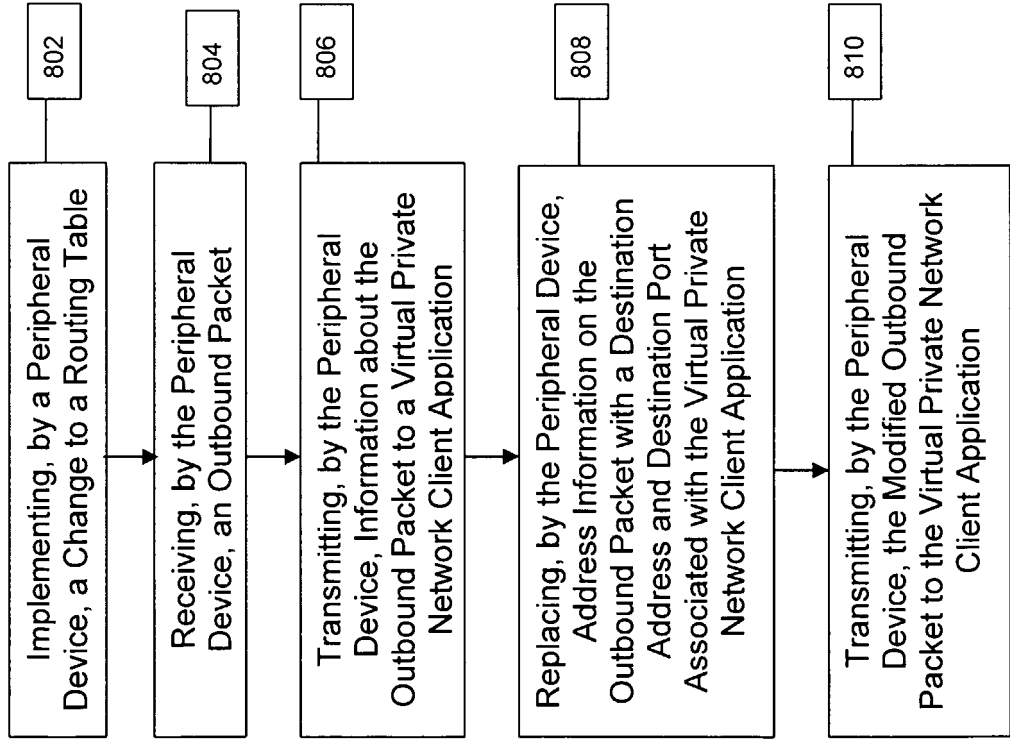 Implementing, by a Peripheral
Device, a Change to a Routing Table
802
Receiving, by the Peripheral
Device, an Outbound Packet
804
Transmitting, by the Peripheral
Device, Information about the
Outbound Packet to a Virtual Private
Network Client Application
806
Replacing, by the Peripheral Device,
Address Information on the
Outbound Packet with a Destination
Address and Destination Port
Associated with the Virtual Private
Network Client Application
808
Transmitting, by the Peripheral
Device, the Modified Outbound
Packet to the Virtual Private Network
Client Application
810